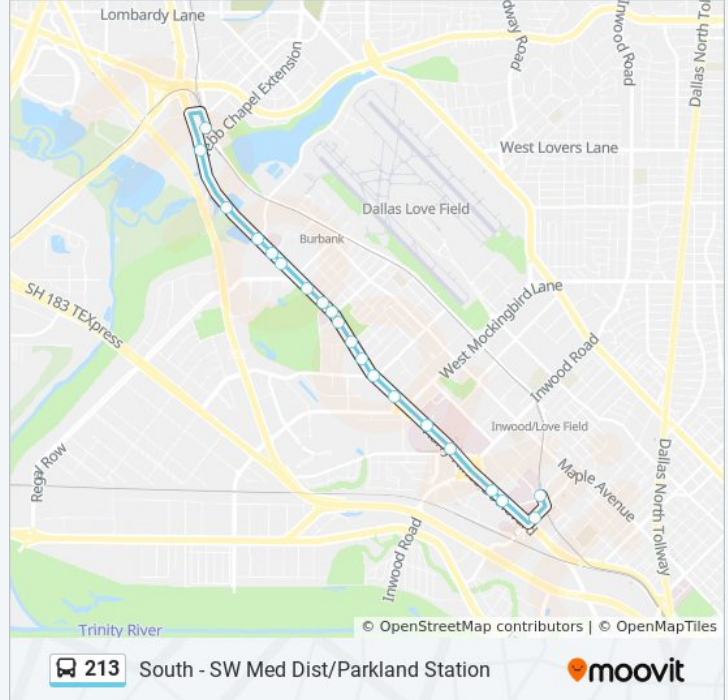 Lombardy Lane
Inwood Road
Dallas North To
Chapel Extension
West Lovers Lane
Dallas Love Field
Burbank
SH 183 TEXpress
West Mockingbird Lane
Inwood Road
Inwood/Love Field
Regal Row
Maple Avenue
Dallas North Tollway
Inwood Road
Trinity River
© OpenStreetMap contributors | © OpenMapTiles
213 South - SW Med Dist/Parkland Station
moovit